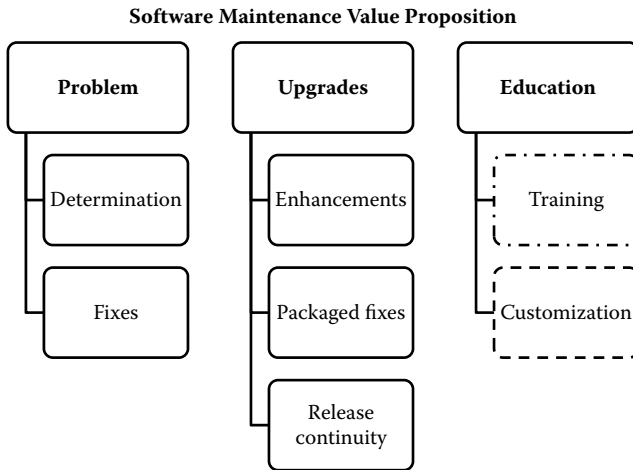 Software Maintenance Value Proposition
Problem
Upgrades
Education
Determination
Enhancements
Training
Fixes
Packaged fixes
Customization
Release
continuity